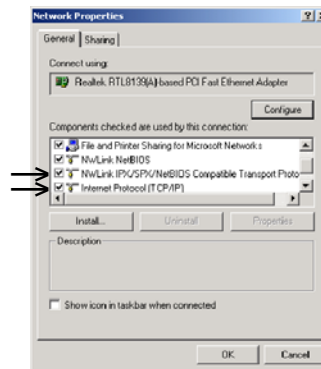 Network Properties
General
Sharing
Connect using:
Realtek RTL8139(A)-based PCI Fast Ethernet Adapter
Configure
Components checked are used by this connection:
File and Printer Sharing for Microsoft Networks
NWLink NetBIOS
NWLink IPX/SPX/NetBIOS Compatible Transport Proto
Internet Protocol (TCP/IP)
Install...
Uninstall
Properties
Description
Show icon in taskbar when connected
OK
Cancel